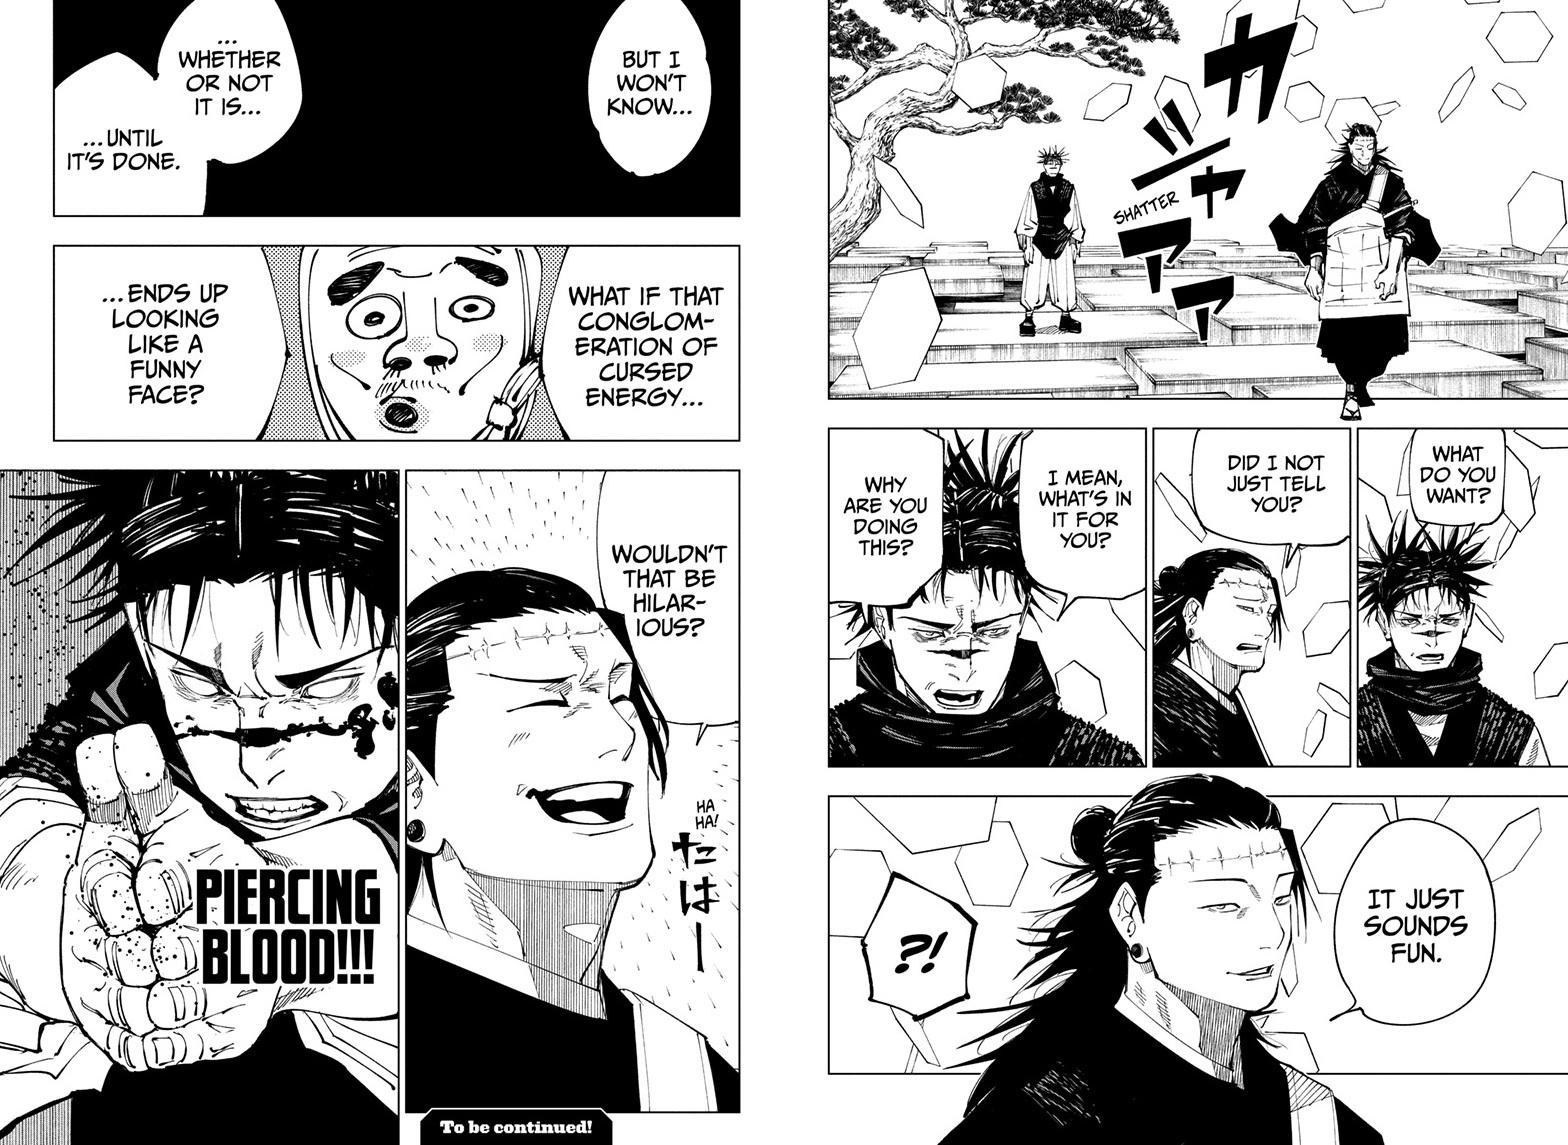 カ
ッ
シ
ャ
SHATTER
ア
ア
WHAT
DO YOU
WANT?
DID I NOT
JUST TELL
YOU?
I MEAN,
WHAT'S IN
IT FOR
YOU?
WHY
ARE YOU
DOING
THIS?
IT JUST
SOUNDS
FUN.
?!
BUT I
WON'T
KNOW...
...
WHETHER
OR NOT
IT IS...
...UNTIL
IT'S DONE.
WHAT IF THAT
CONGLOM-
ERATION OF
CURSED
ENERGY...
...ENDS UP
LOOKING
LIKE A
FUNNY
FACE?
WOULDN'T
THAT BE
HILAR-
IOUS?
HA
HA!
たはー
PIERCING
BLOOD!!!
To be continued!